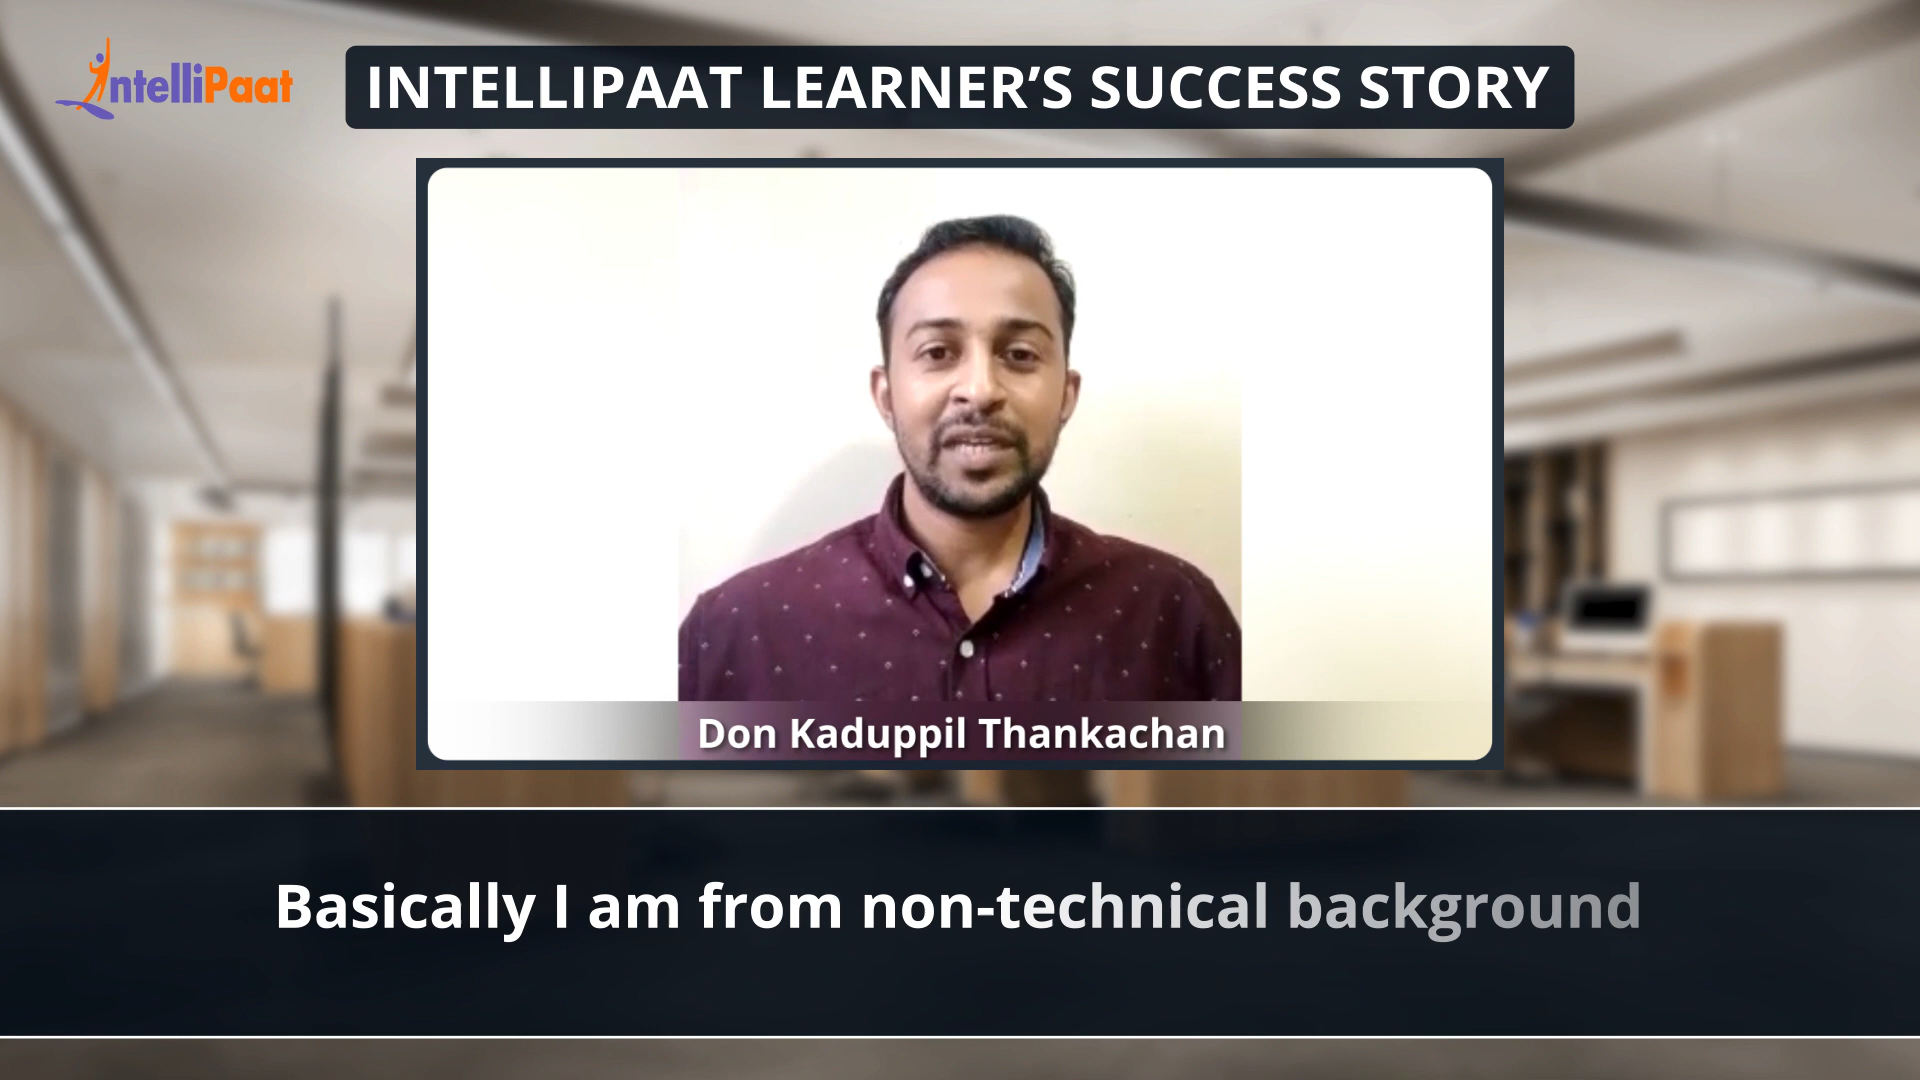 IntelliPaat
INTELLIPAAT LEARNER’S SUCCESS STORY
Don Kaduppil Thankachan
Basically I am from non-technical background